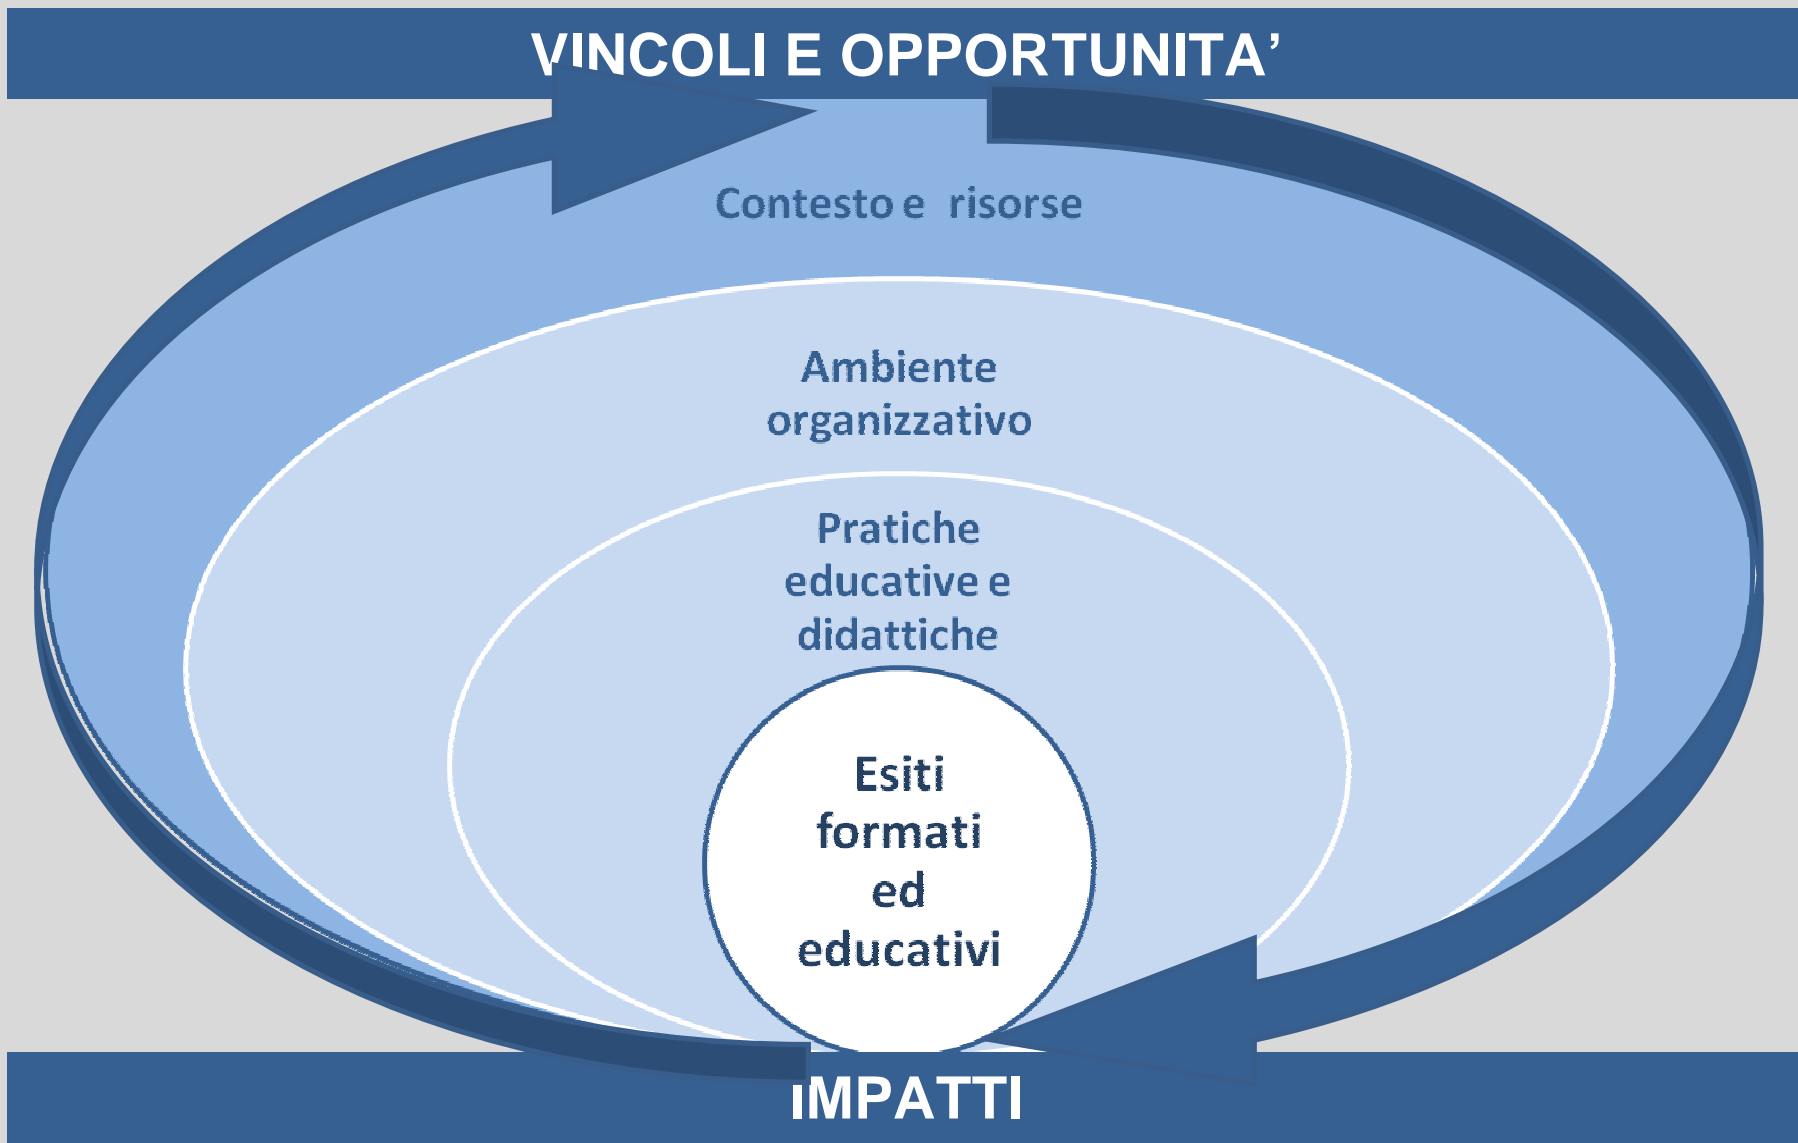 VINCOLI E OPPORTUNITA’
Contesto e risorse
Ambiente
organizzativo
Pratiche
educative e
didattiche
Esiti
formati
ed
educativi
IMPATTI